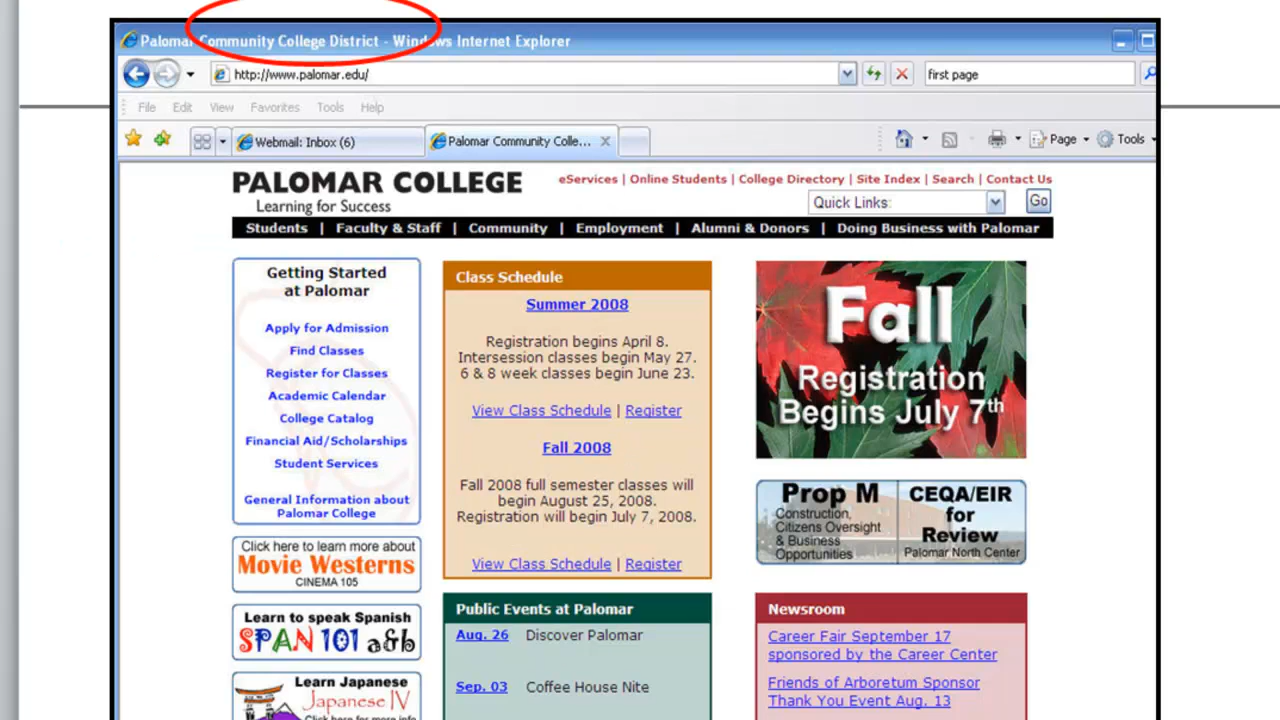 Palomar Community College District - Windows Internet Explorer
http://www.palomar.edu/
first page
File Edit View Favorites Tools Help
Webmail: Inbox (6)
Palomar Community Colle...
Page
Tools
PALOMAR COLLEGE
Learning for Success
eServices | Online Students | College Directory | Site Index | Search | Contact Us
Quick Links:
Go
Students | Faculty & Staff | Community | Employment | Alumni & Donors | Doing Business with Palomar
Getting Started
at Palomar
Apply for Admission
Find Classes
Register for Classes
Academic Calendar
College Catalog
Financial Aid/Scholarships
Student Services
General Information about
Palomar College
Click here to learn more about
Movie Westerns
CINEMA 105
Learn to speak Spanish
SPAN 101 a&b
Learn Japanese
Japanese IV
Click here for more info
Class Schedule
Summer 2008
Registration begins April 8.
Intersession classes begin May 27.
6 & 8 week classes begin June 23.
View Class Schedule | Register
Fall 2008
Fall 2008 full semester classes will
begin August 25, 2008.
Registration will begin July 7, 2008.
View Class Schedule | Register
Public Events at Palomar
Aug. 26 Discover Palomar
Sep. 03 Coffee House Nite
Fall
Registration
Begins July 7th
Prop M
Construction,
Citizens Oversight
& Business
Opportunities
CEQA/EIR
for
Review
Palomar North Center
Newsroom
Career Fair September 17
sponsored by the Career Center
Friends of Arboretum Sponsor
Thank You Event Aug. 13